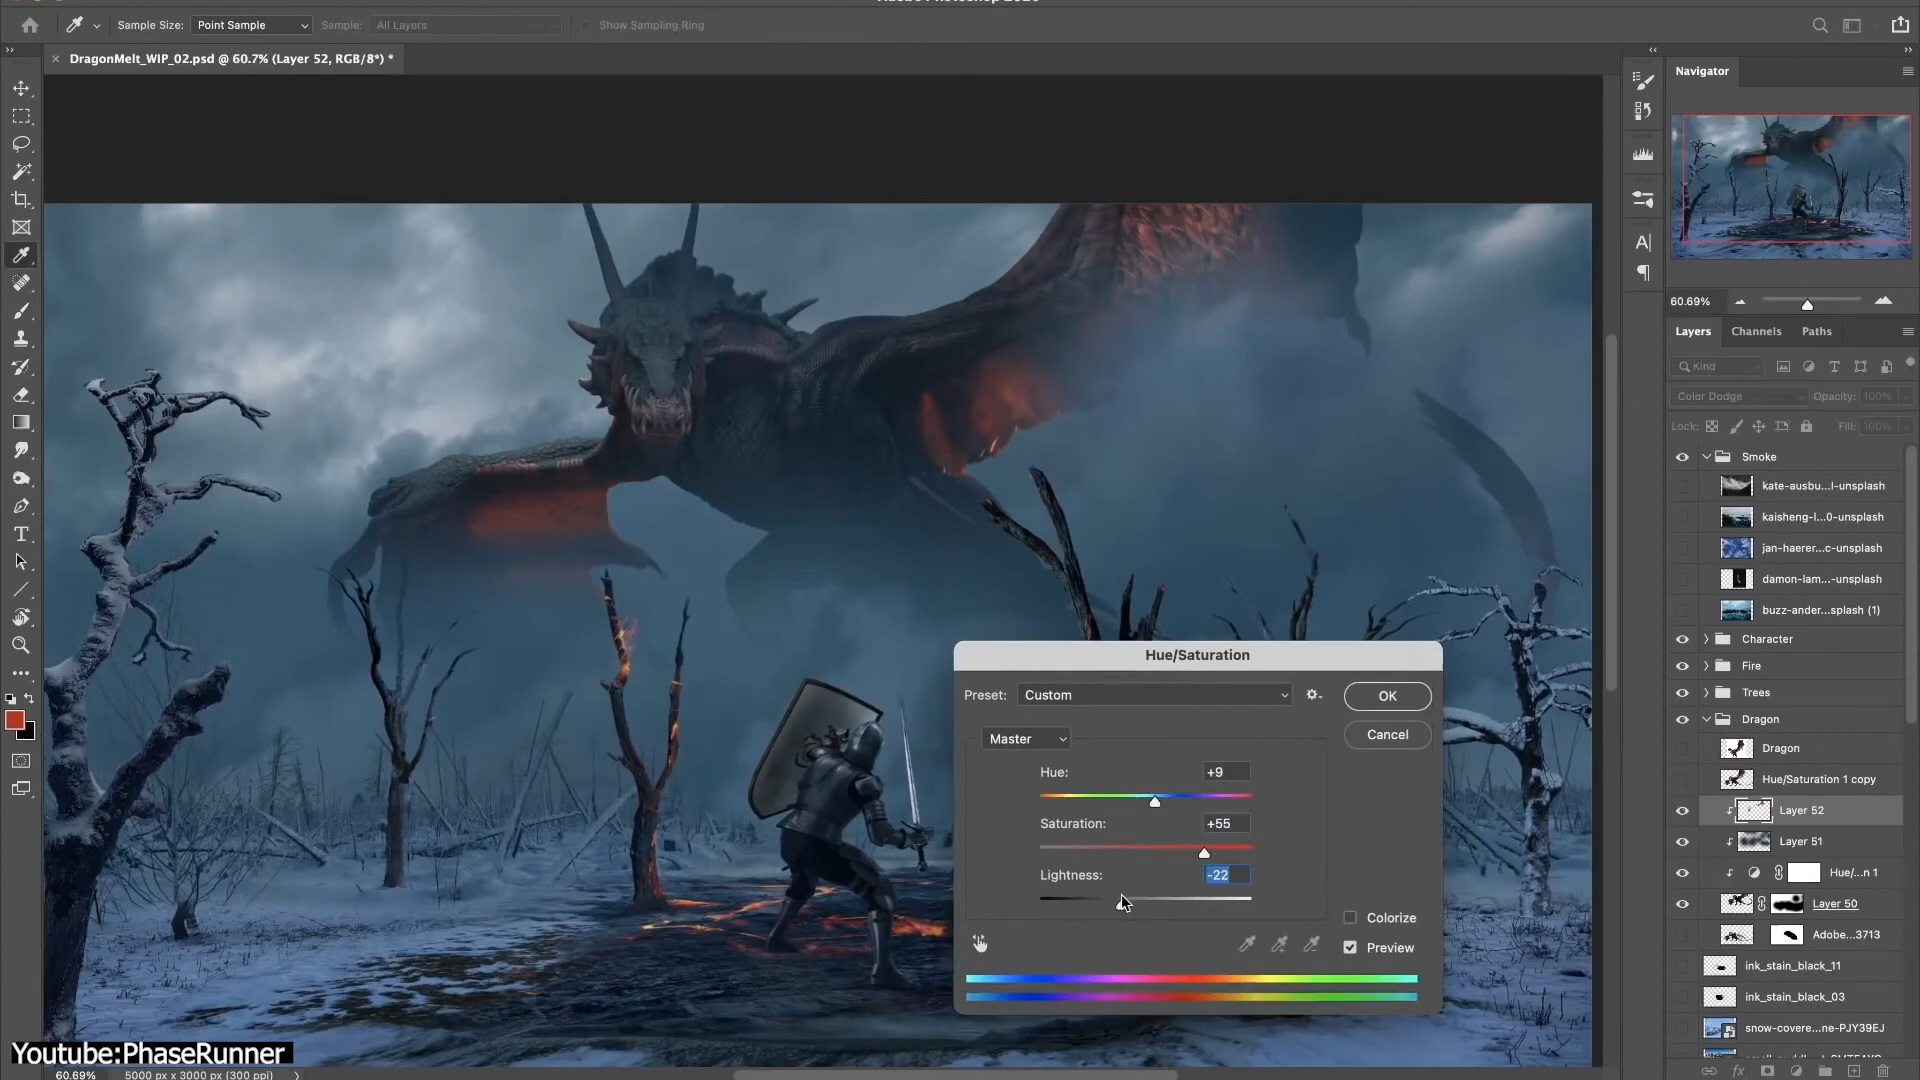 Sample Size: Point Sample Sample: All Layers Show Sampling Ring
DragonMelt_WIP_02.psd @ 60.7% (Layer 52, RGB/8*) *
Navigator
60.69%
Layers Channels Paths
Kind
Color Dodge Opacity: 100%
Lock: Fill: 100%
Smoke
kate-ausbu...l-unsplash
kaisheng-l...0-unsplash
jan-haerer...c-unsplash
damon-lam...-unsplash
buzz-ander...splash (1)
Character
Fire
Trees
Dragon
Dragon
Hue/Saturation 1 copy
Layer 52
Layer 51
Hue/...n 1
Layer 50
Adobe...3713
ink_stain_black_11
ink_stain_black_03
snow-covere...ne-PJY39EJ
Hue/Saturation
Preset: Custom
OK
Master
Cancel
Hue: +9
Saturation: +55
Lightness: -22
Colorize
Preview
Youtube:PhaseRunner
60.69% 5000 px x 3000 px (300 ppi)